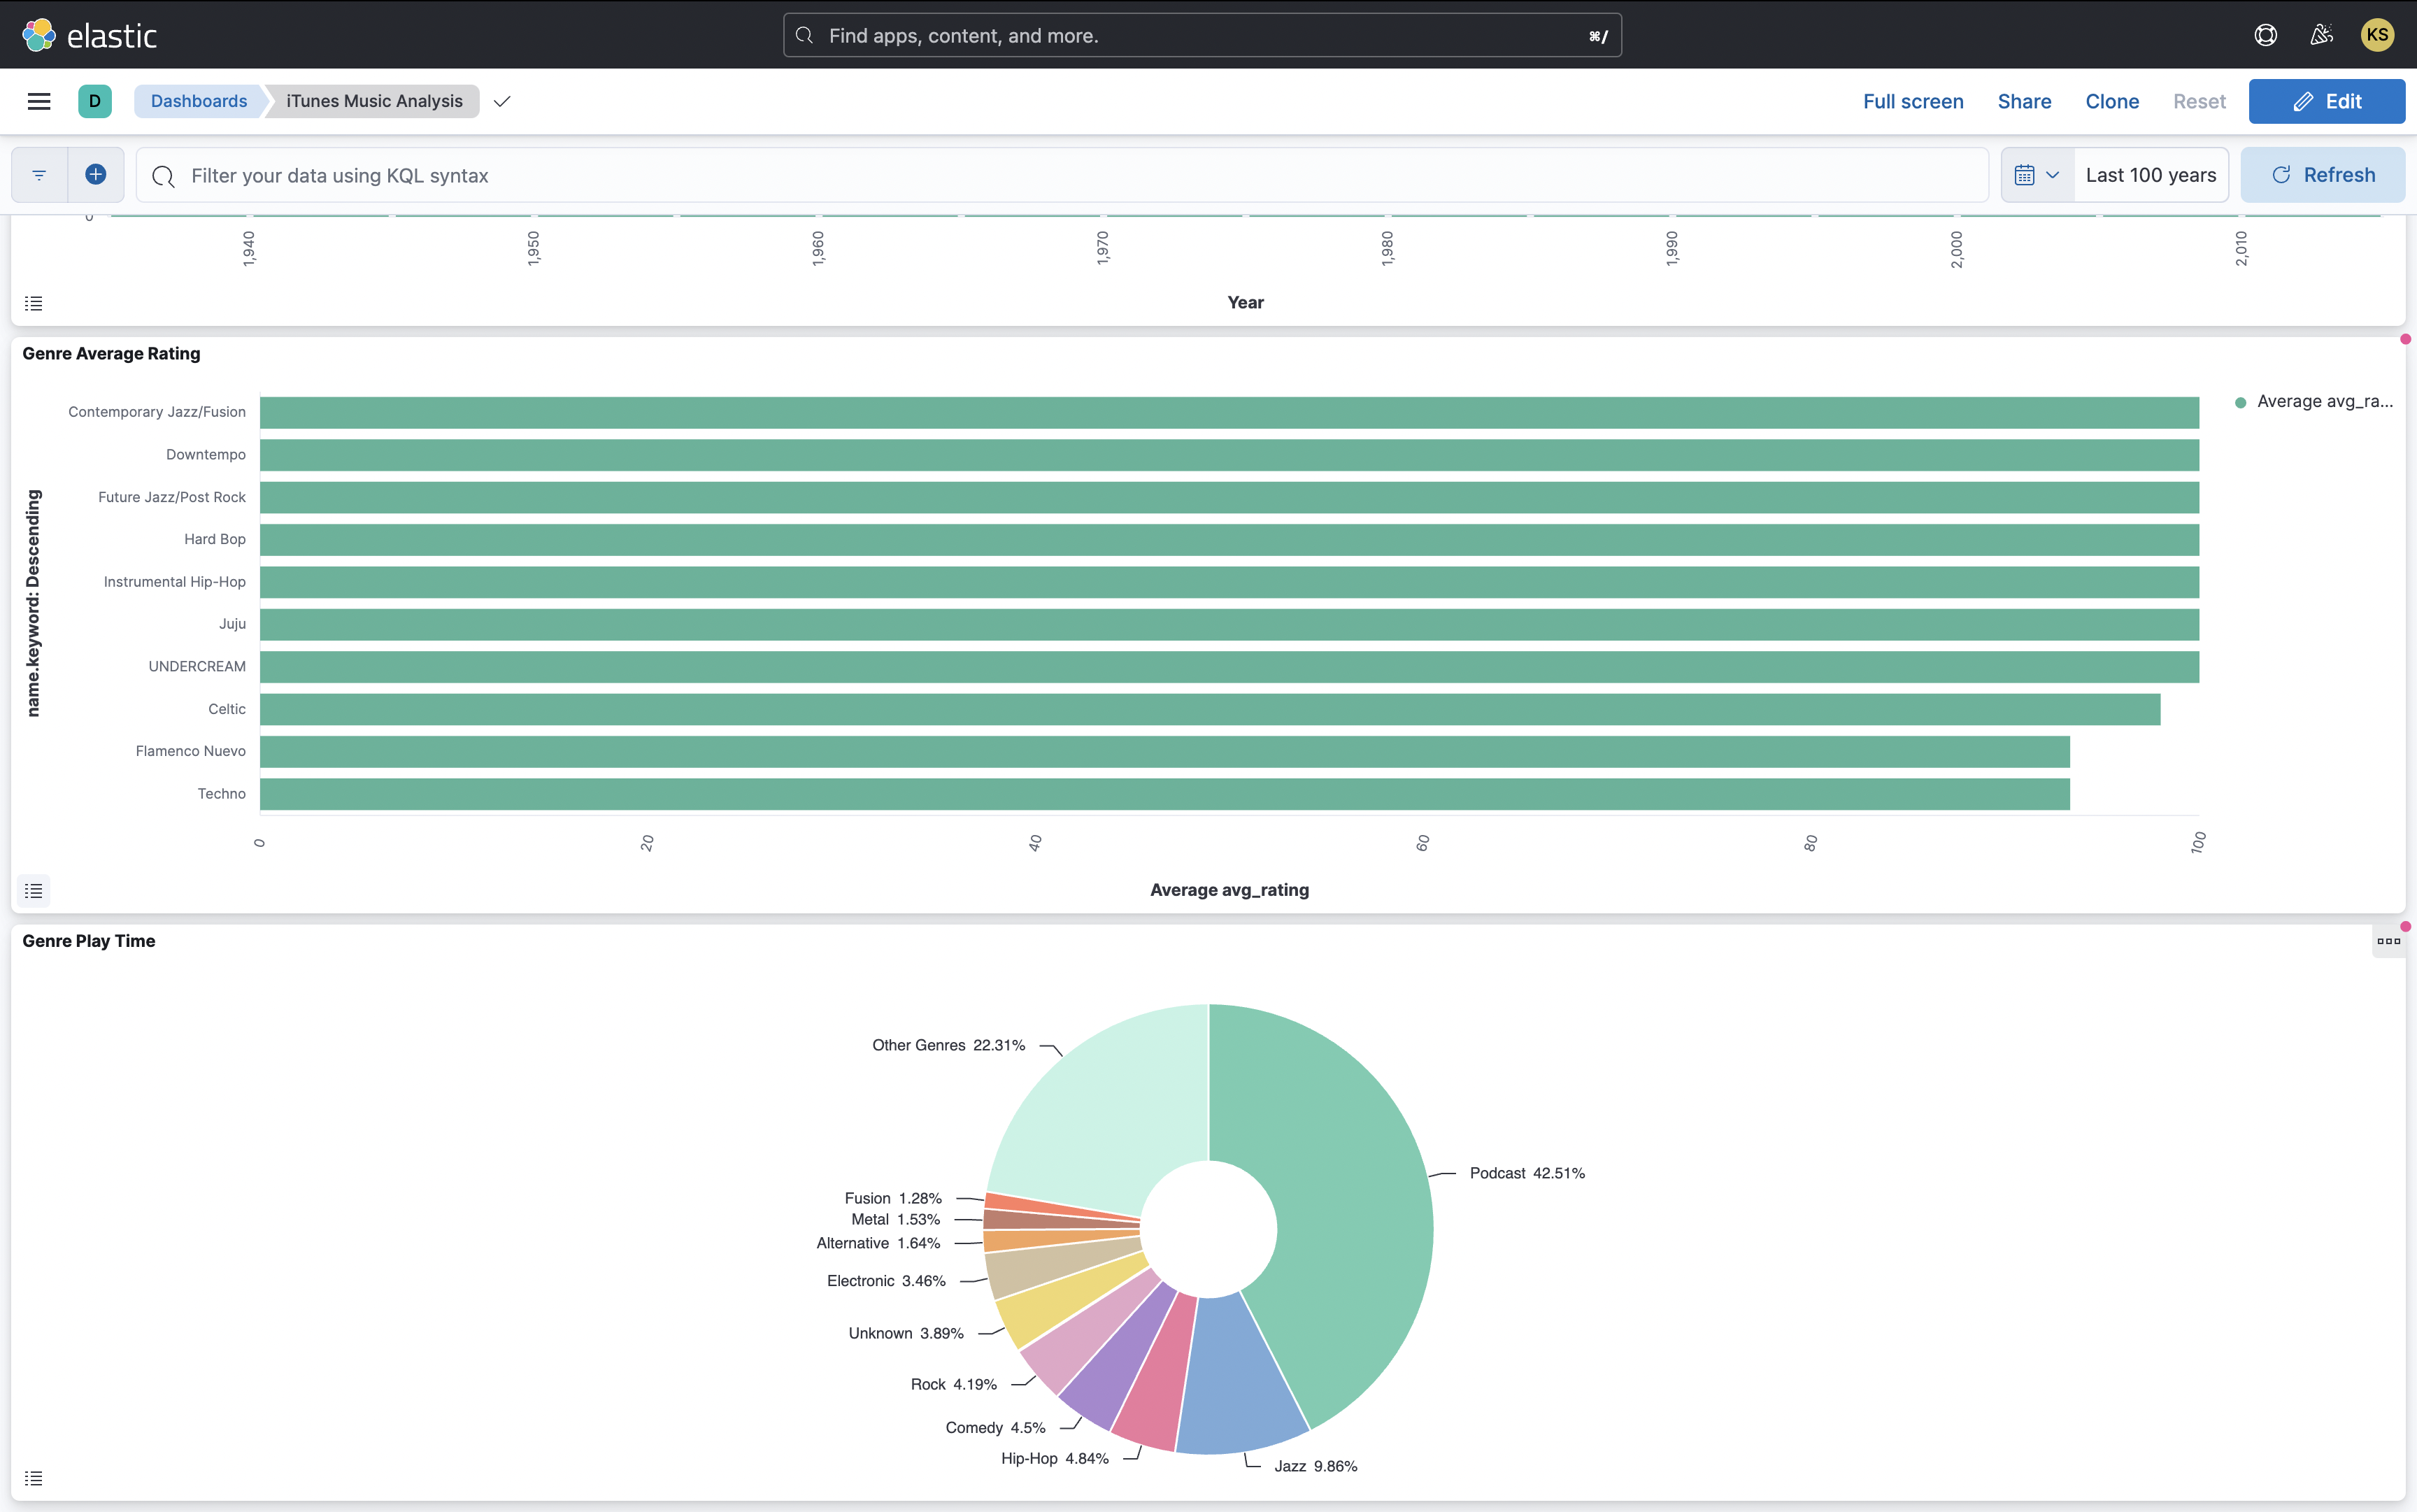 elastic
Find apps, content, and more.
⌘/
KS
D
Dashboards
iTunes Music Analysis
Full screen
Share
Clone
Reset
Edit
Filter your data using KQL syntax
Last 100 years
Refresh
0
1,940
1,950
1,960
1,970
1,980
1,990
2,000
2,010
Year
Genre Average Rating
name.keyword: Descending
Contemporary Jazz/Fusion
Downtempo
Future Jazz/Post Rock
Hard Bop
Instrumental Hip-Hop
Juju
UNDERCREAM
Celtic
Flamenco Nuevo
Techno
Average avg_ra...
0
20
40
60
80
100
Average avg_rating
Genre Play Time
Other Genres 22.31%
Podcast 42.51%
Fusion 1.28%
Metal 1.53%
Alternative 1.64%
Electronic 3.46%
Unknown 3.89%
Rock 4.19%
Comedy 4.5%
Hip-Hop 4.84%
Jazz 9.86%